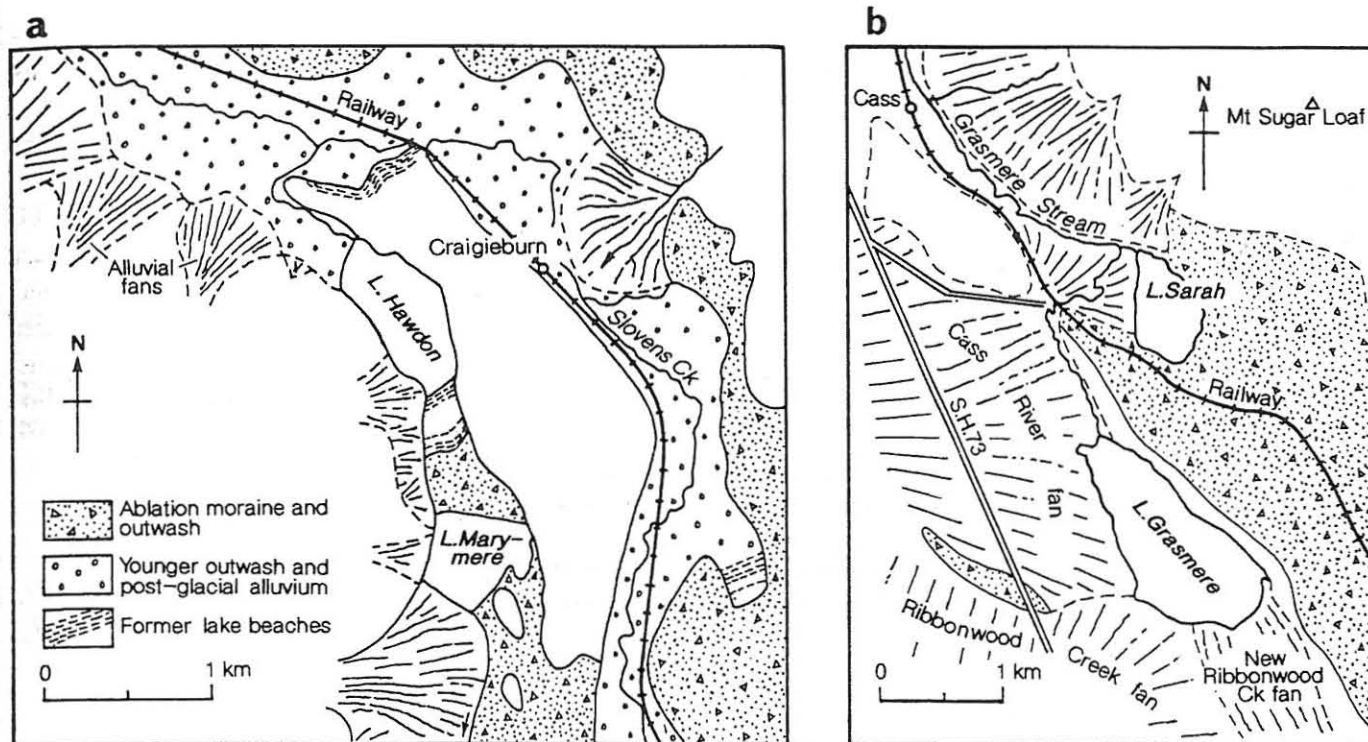 a
Railway
Craigieburn
Alluvial
fans
L. Hawdon
Slovens Ck
N
Ablation moraine and
outwash
Younger outwash and
post-glacial alluvium
Former lake beaches
L.Mary-
mere
0 1 km
b
Cass
N
Mt Sugar Loaf
Grasmere
Stream
L.Sarah
Cass
River
fan
S.H.73
Railway
L.Grasmere
Ribbonwood
Creek fan
New
Ribbonwood
Ck fan
0 1 km